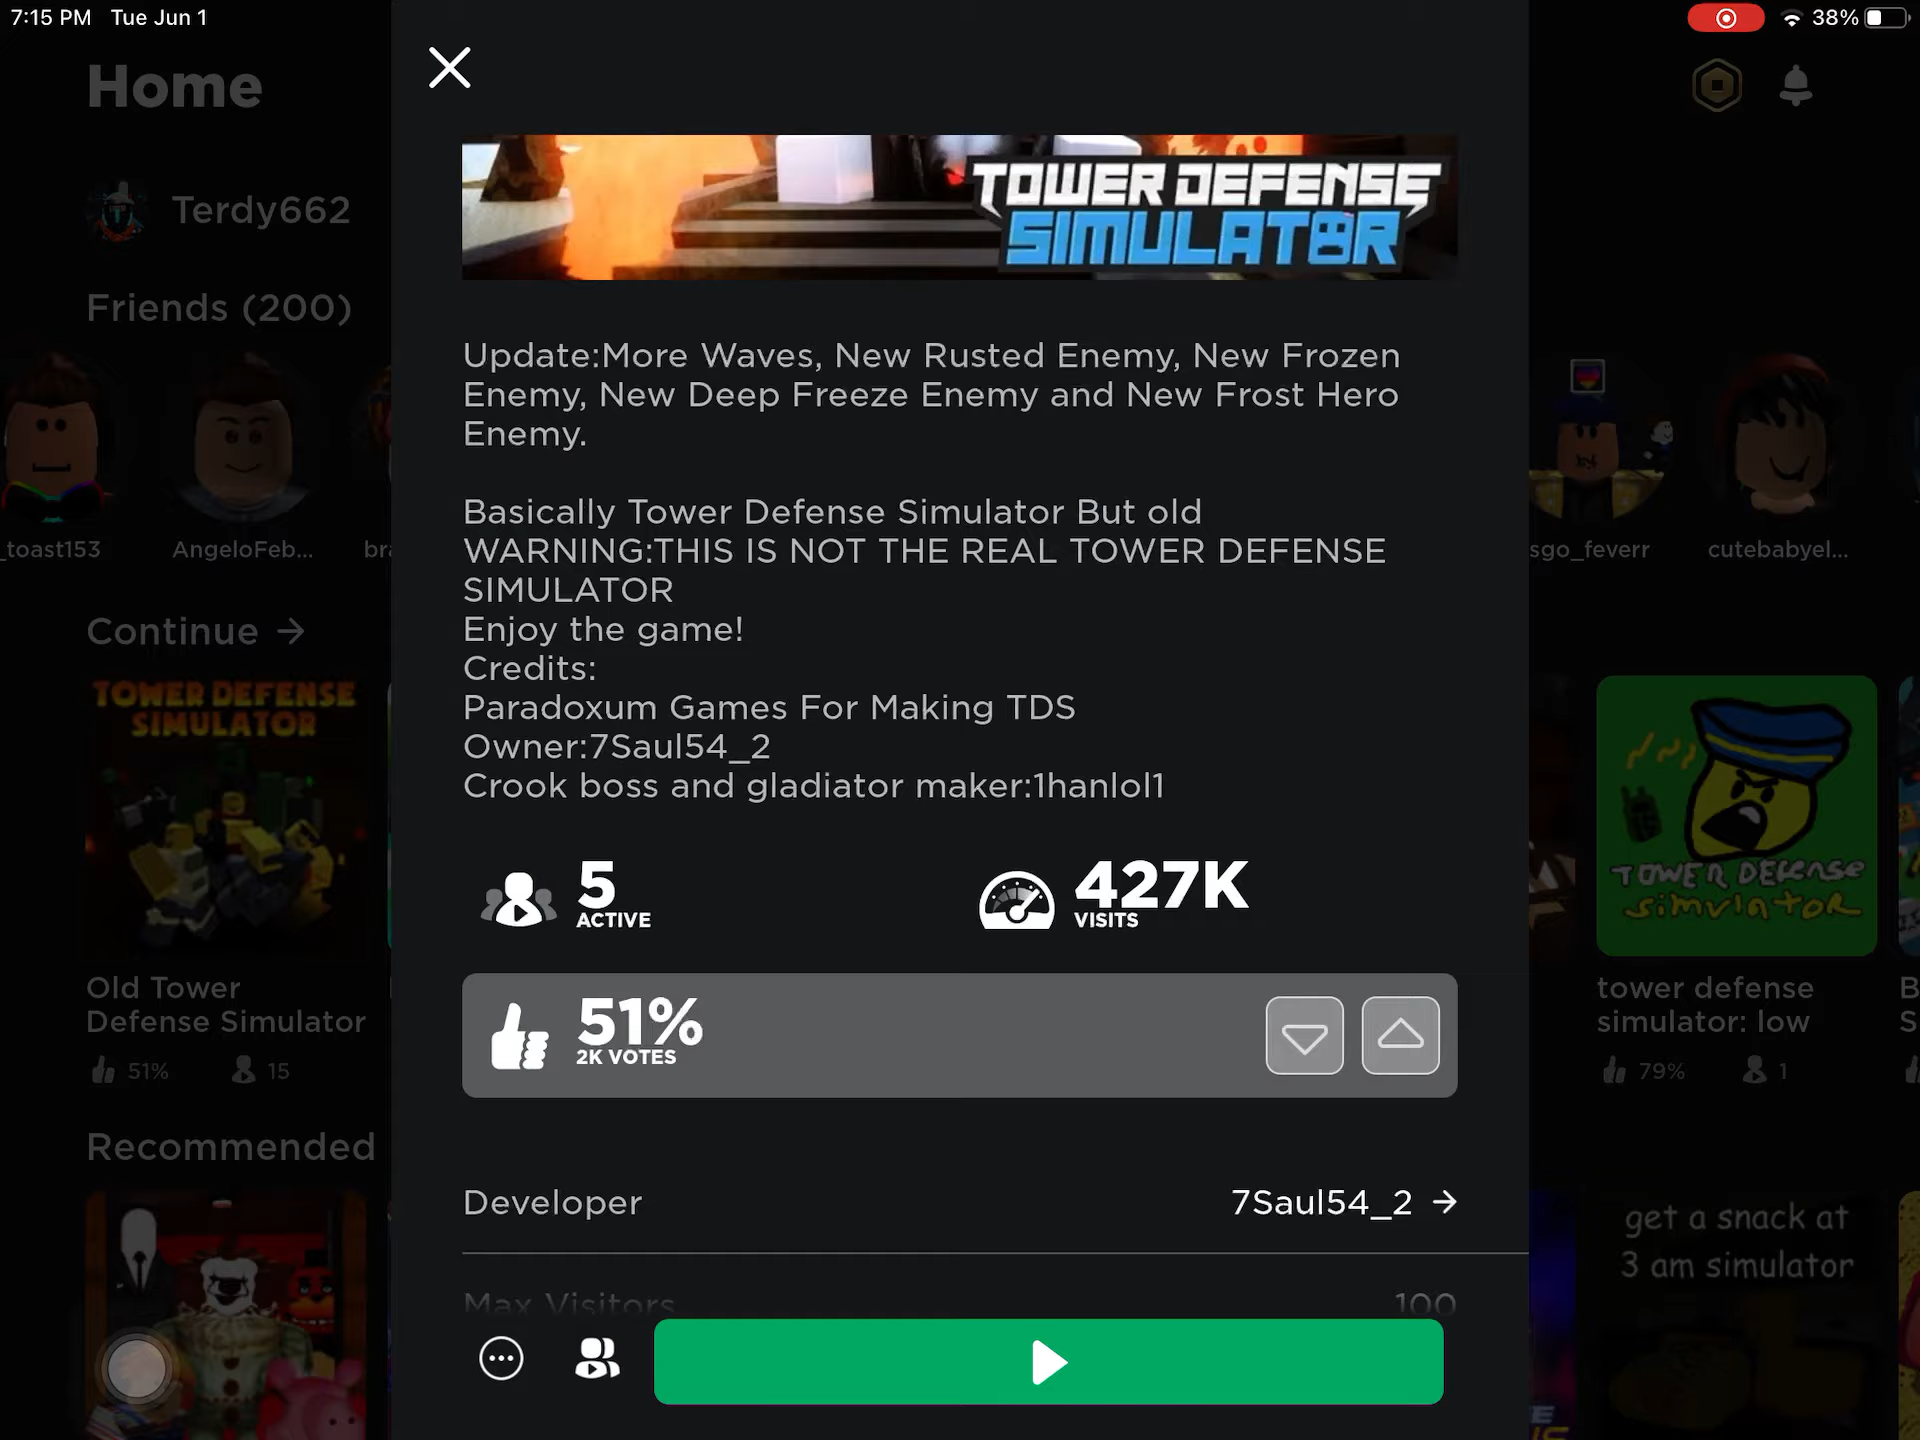 7:15 PM Tue Jun 1
38%
Home
Terdy662
Friends (200)
_toast153
AngeloFeb...
sgo_feverr
cutebabyel...
Continue
TOWER DEFENSE
SIMULATOR
Old Tower
Defense Simulator
51%
15
Recommended
TOWER DEFENSE
SIMULATOR
Update:More Waves, New Rusted Enemy, New Frozen
Enemy, New Deep Freeze Enemy and New Frost Hero
Enemy.
Basically Tower Defense Simulator But old
WARNING:THIS IS NOT THE REAL TOWER DEFENSE
SIMULATOR
Enjoy the game!
Credits:
Paradoxum Games For Making TDS
Owner:7Saul54_2
Crook boss and gladiator maker:1hanlol1
5
ACTIVE
427K
VISITS
51%
2K VOTES
Developer
7Saul54_2
Max Visitors
100
TOWER DEFENSE
simulator
tower defense
simulator: low
79%
1
get a snack at
3 am simulator